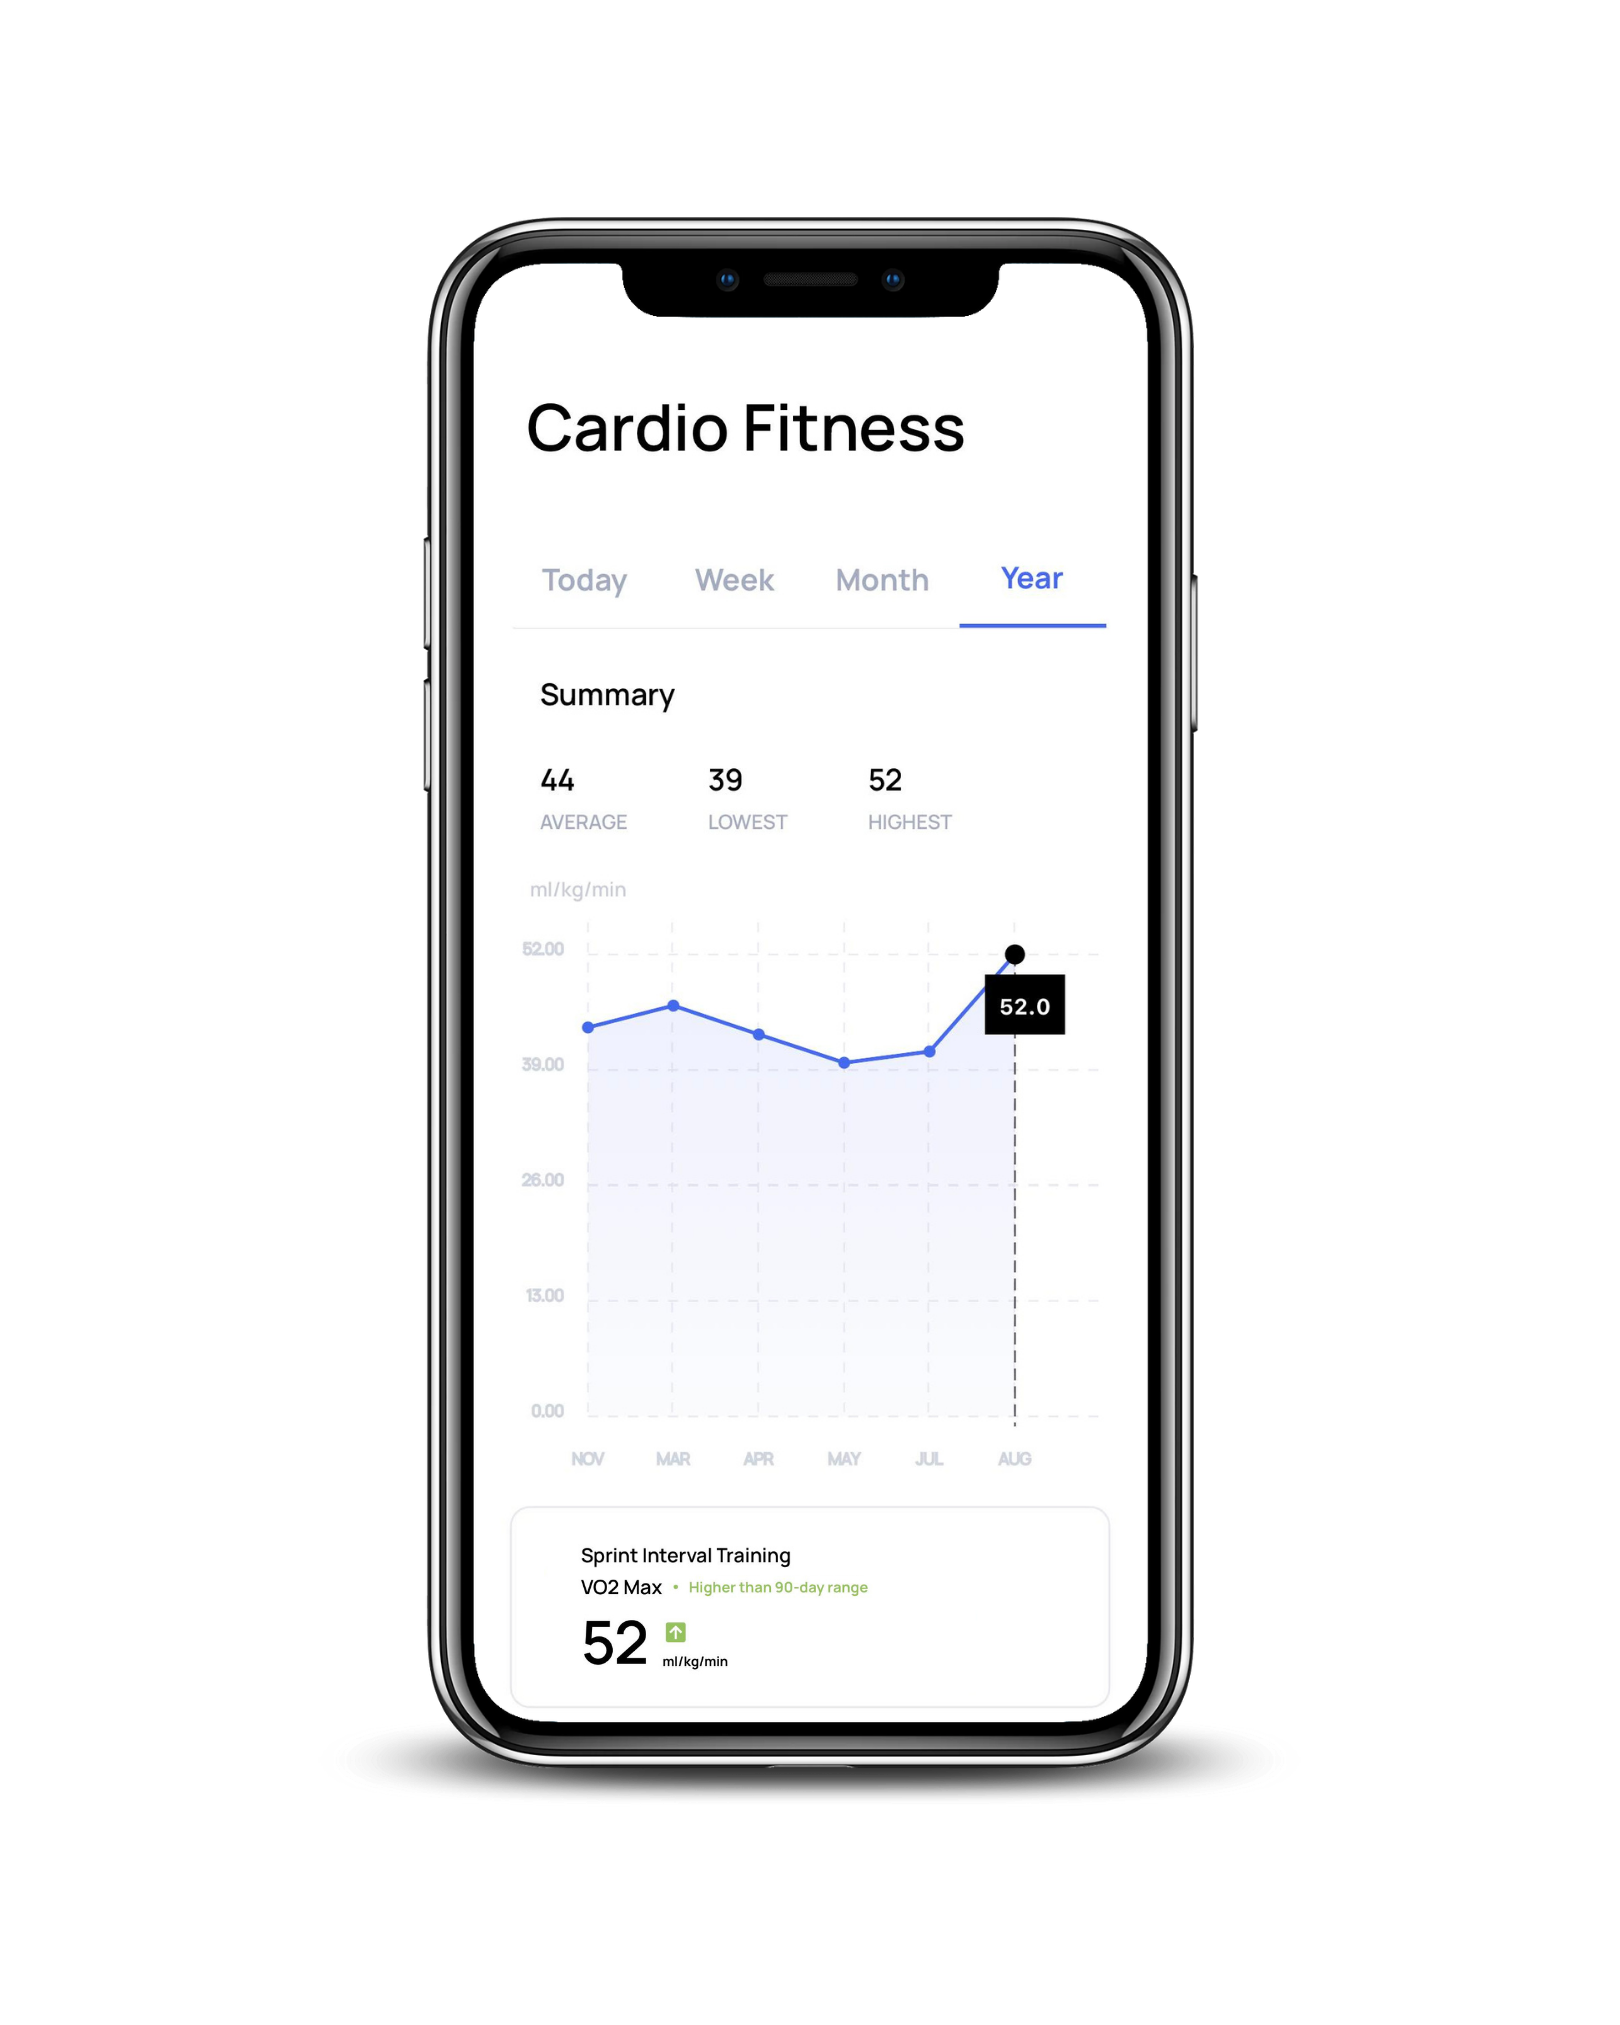 Cardio Fitness
Today Week Month Year
Summary
44 39 52
AVERAGE LOWEST HIGHEST
ml/kg/min
52.00
52.0
39.00
26.00
13.00
0.00
NOV MAR APR MAY JUL AUG
Sprint Interval Training
VO2 Max • Higher than 90-day range
52
ml/kg/min